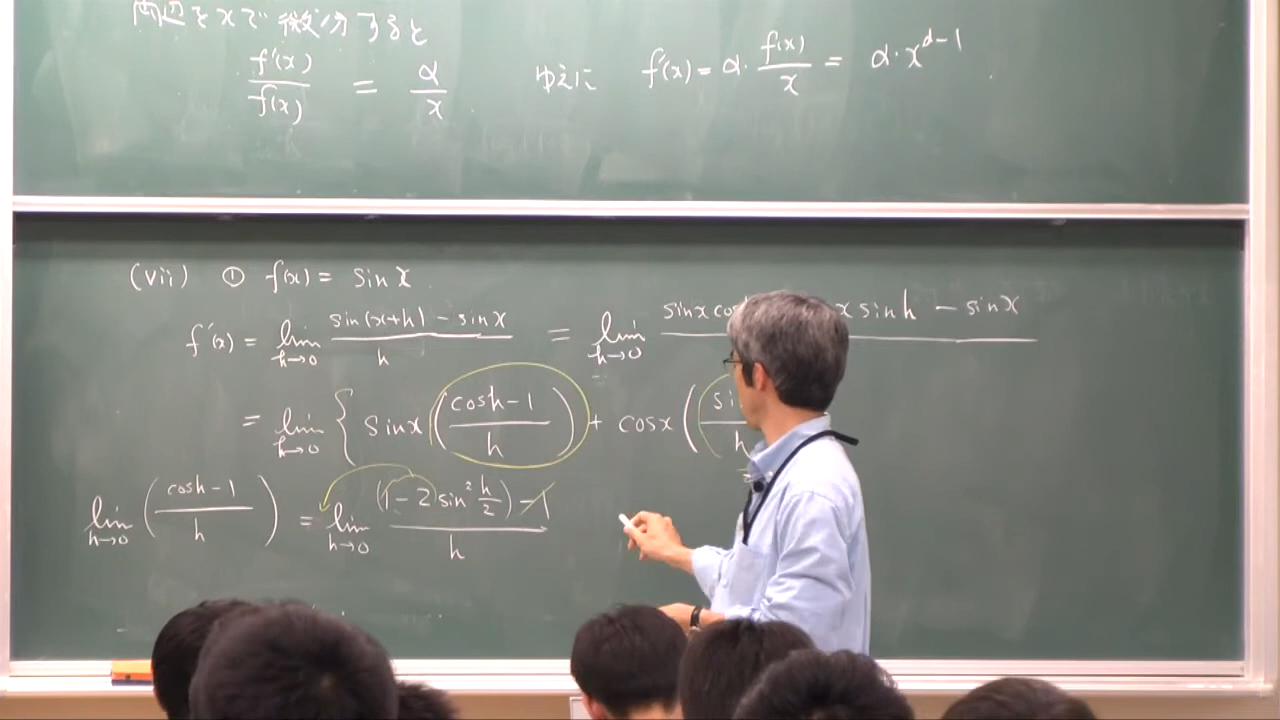 両辺をxで微分すると
f'(x)/f(x) = α/x ゆえに f'(x) = α・f(x)/x = α・x^{α-1}
(vii) ① f(x) = sin x
f'(x) = lim_{h→0} (sin(x+h) - sin x)/h = lim_{h→0} sin x cos x sin h - sin x
= lim_{h→0} { sin x ((cos h - 1)/h) + cos x ( si /h
lim_{h→0} ((cos h - 1)/h) = lim_{h→0} ((1 - 2 sin² h/2) - 1)/h